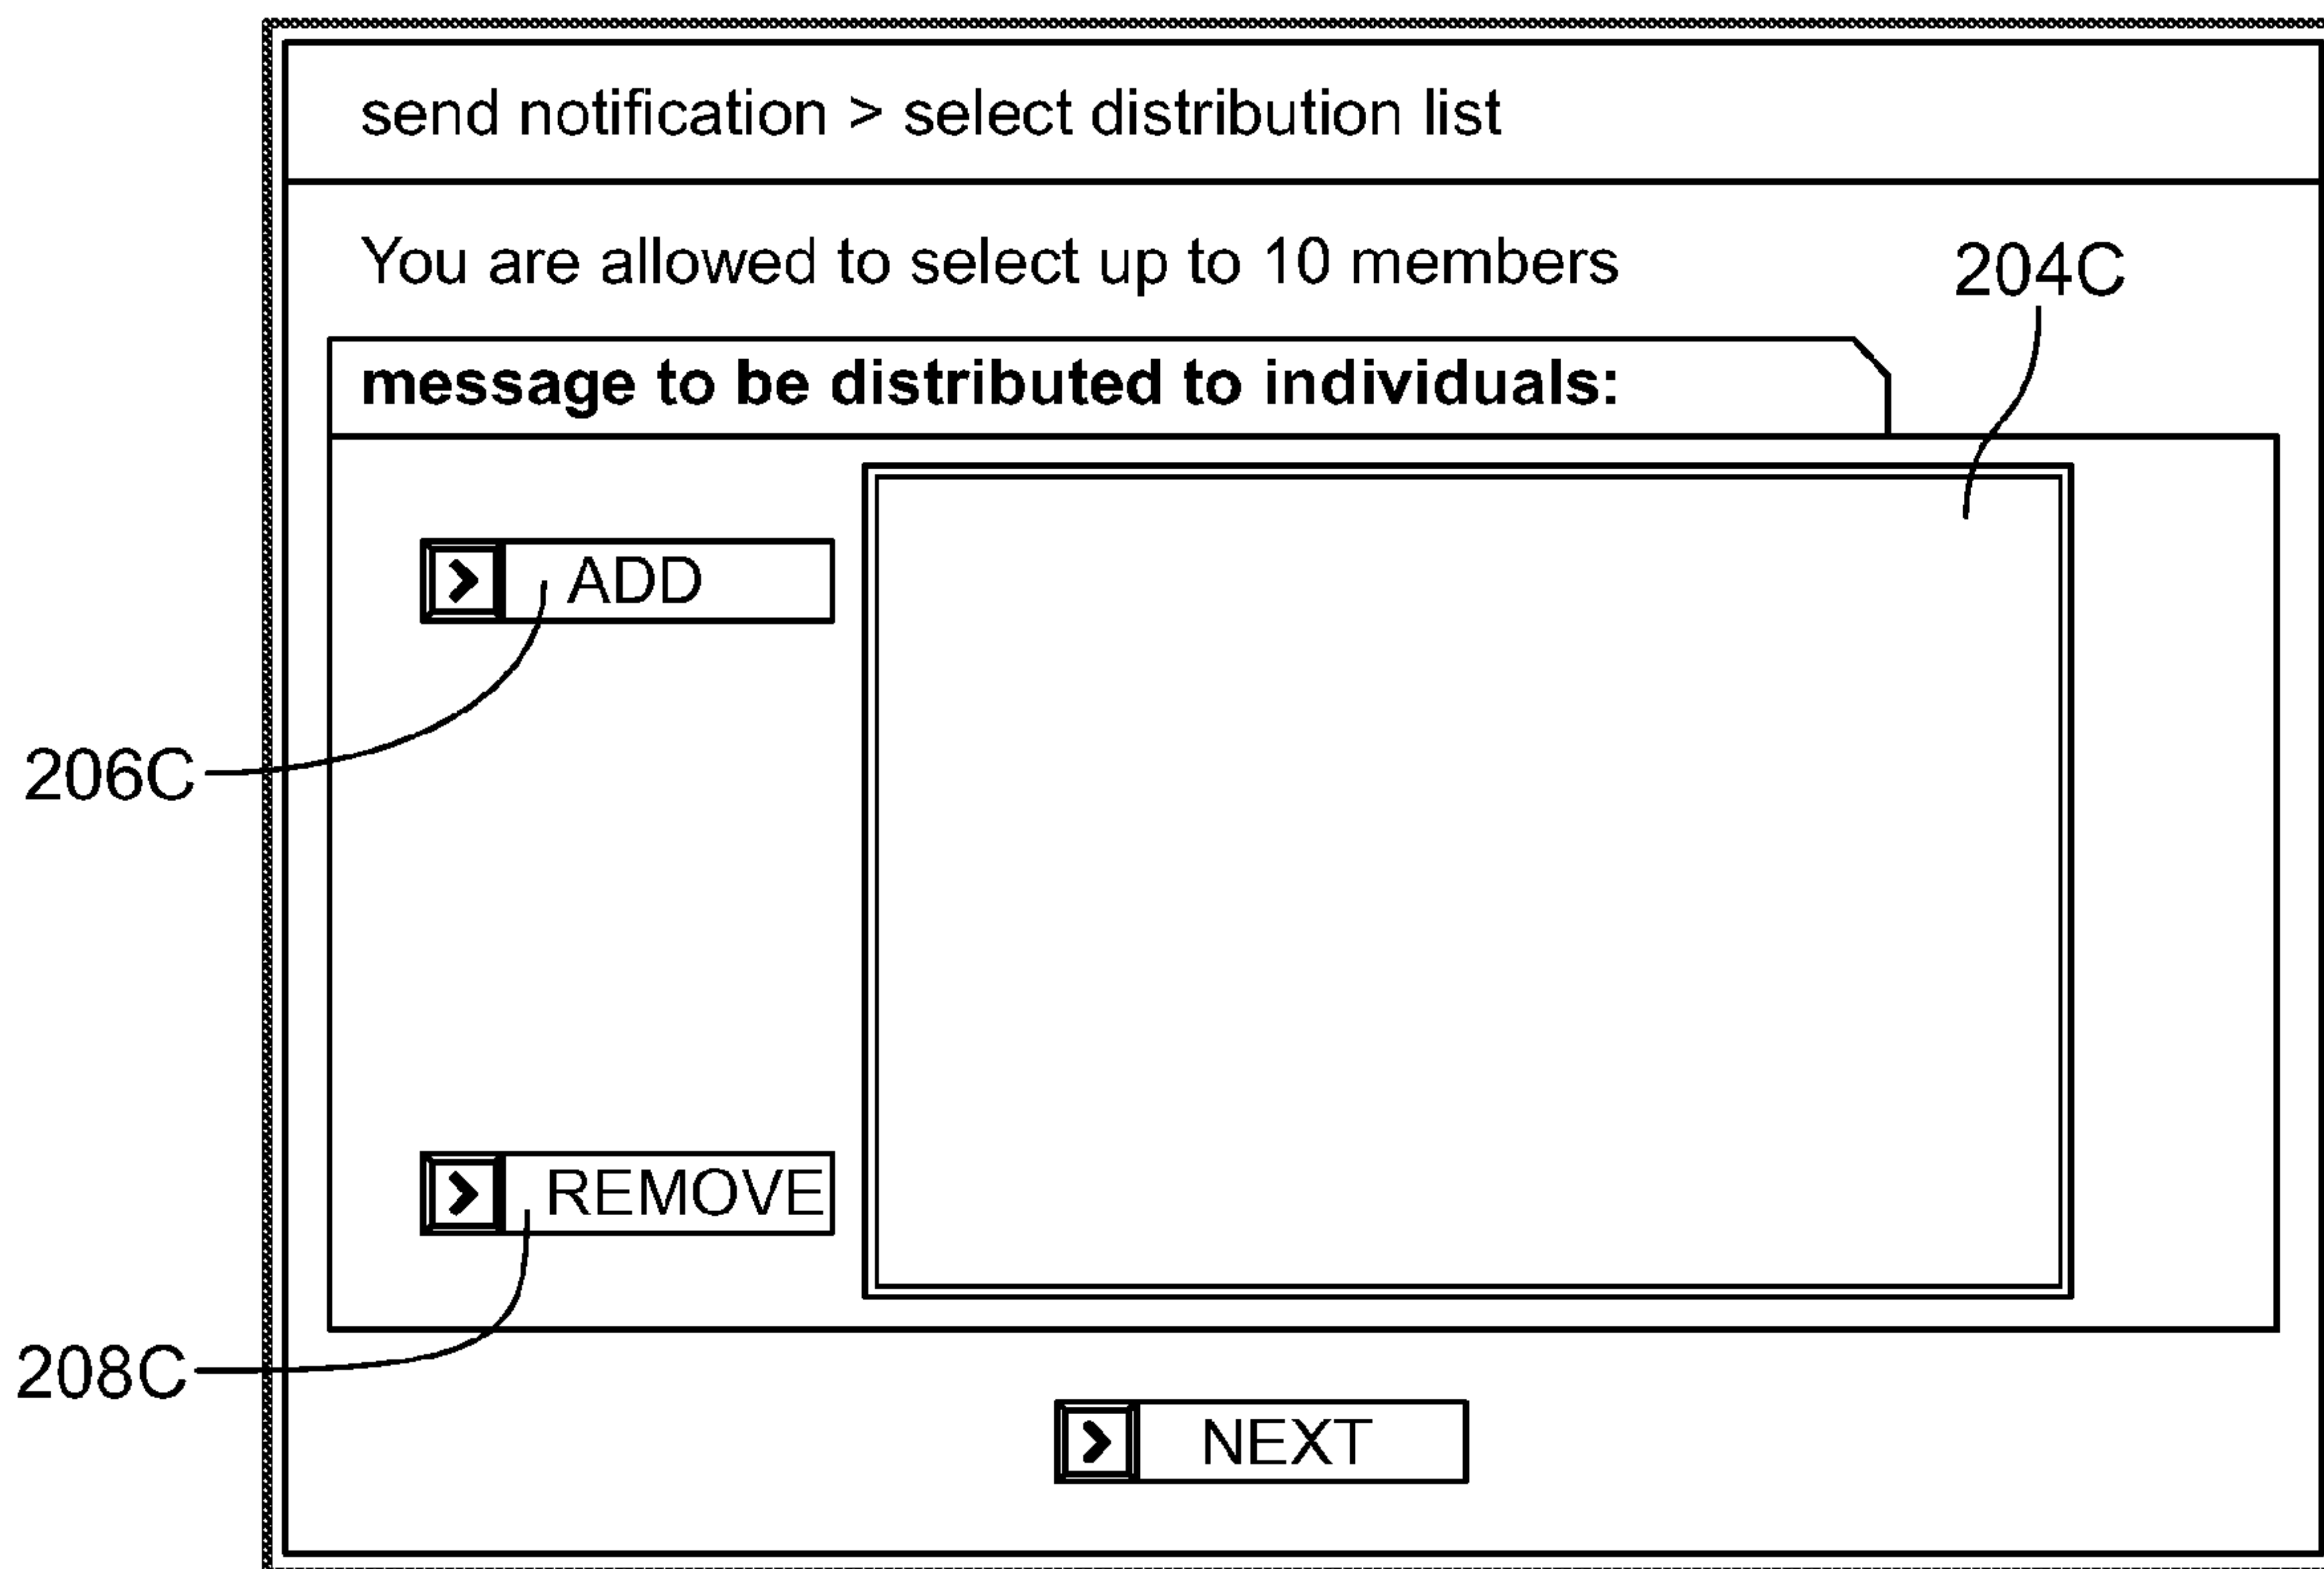 send notification > select distribution list
You are allowed to select up to 10 members
204C
message to be distributed to individuals:
ADD
206C
REMOVE
208C
NEXT